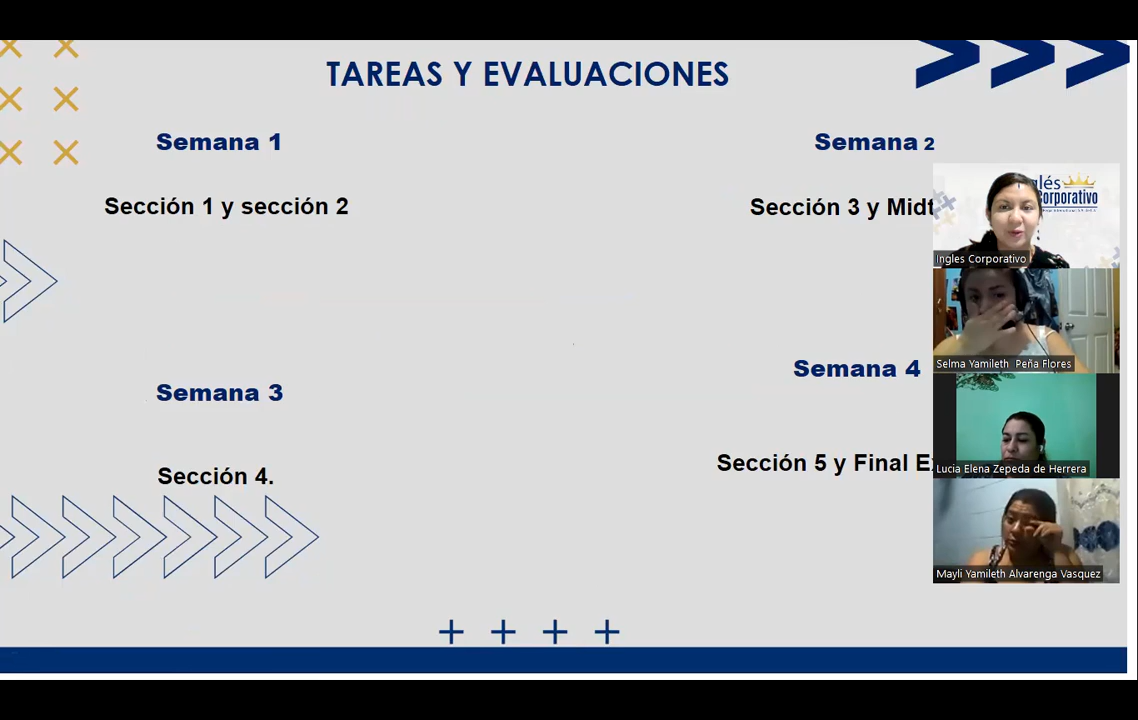 TAREAS Y EVALUACIONES
Semana 1
Semana 2
Sección 1 y sección 2
Sección 3 y Midt
Corporativo
Ingles Corporativo
Selma Yamileth Peña Flores
Semana 3
Semana 4
Sección 4.
Sección 5 y Final E
Lucia Elena Zepeda de Herrera
Mayli Yamileth Alvarenga Vasquez